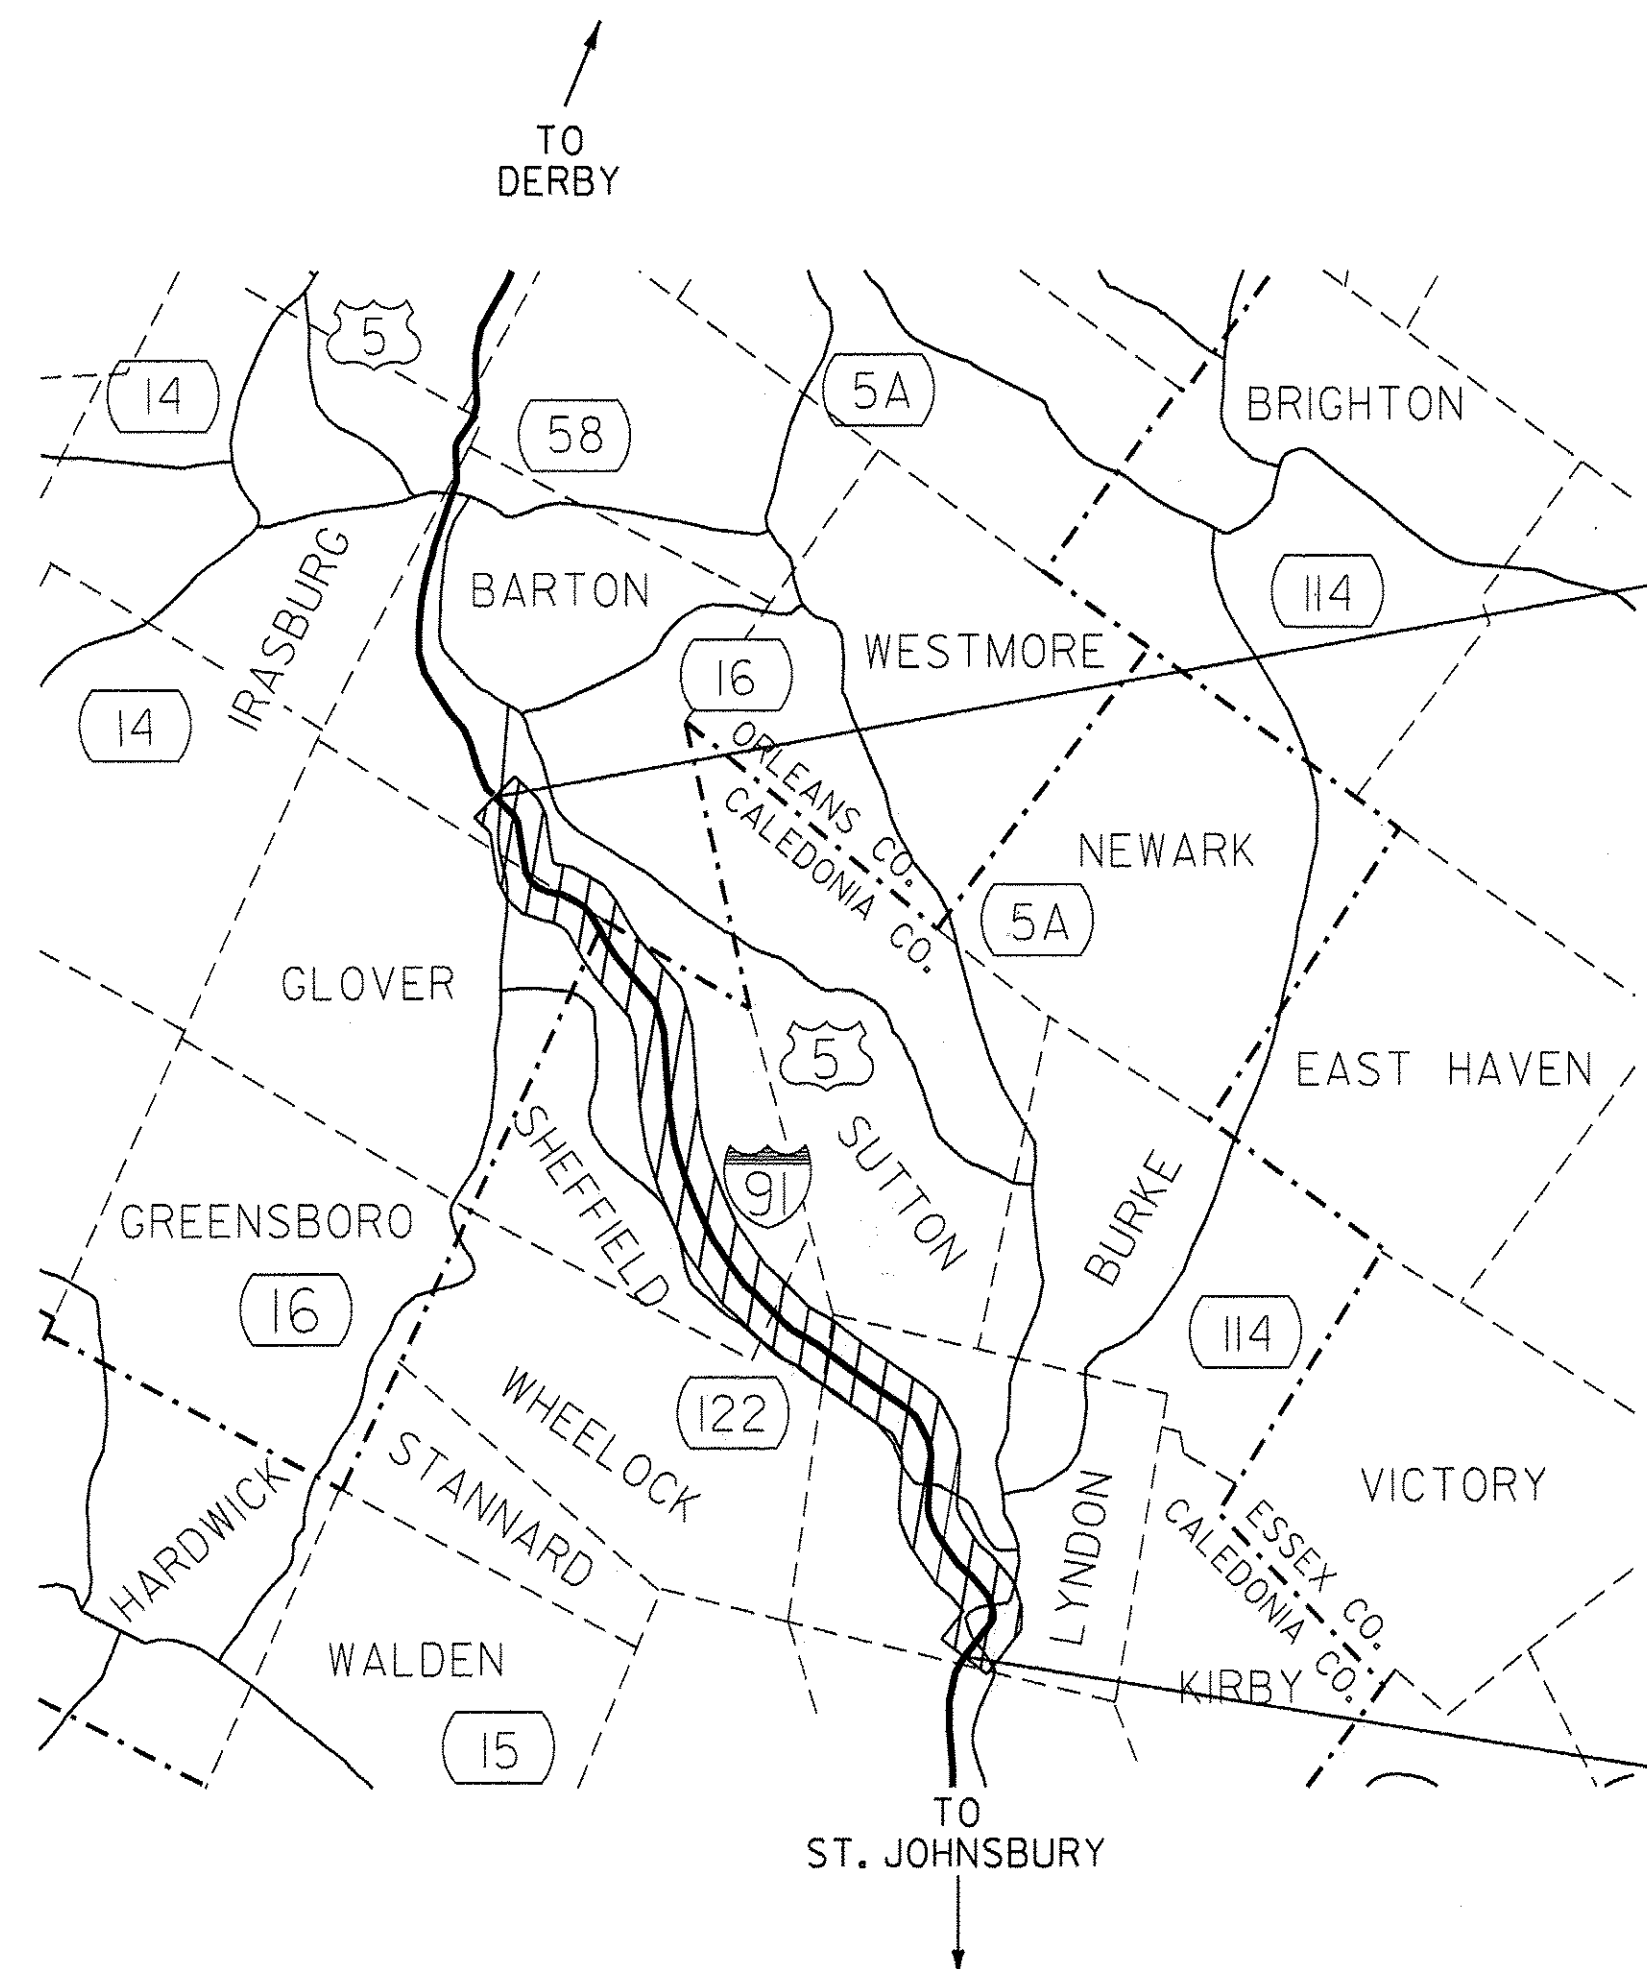 TO
DERBY
5
14
58
5A
BRIGHTON
IRASBURG
BARTON
114
WESTMORE
16
14
ORLEANS CO.
CALEDONIA CO.
NEWARK
5A
GLOVER
5
EAST HAVEN
SHEFFIELD
SUTTON
91
BURKE
GREENSBORO
16
114
WHEELOCK
122
STANNARD
HARDWICK
LYNDON
VICTORY
ESSEX CO.
CALEDONIA CO.
WALDEN
KIRBY
15
TO
ST. JOHNSBURY